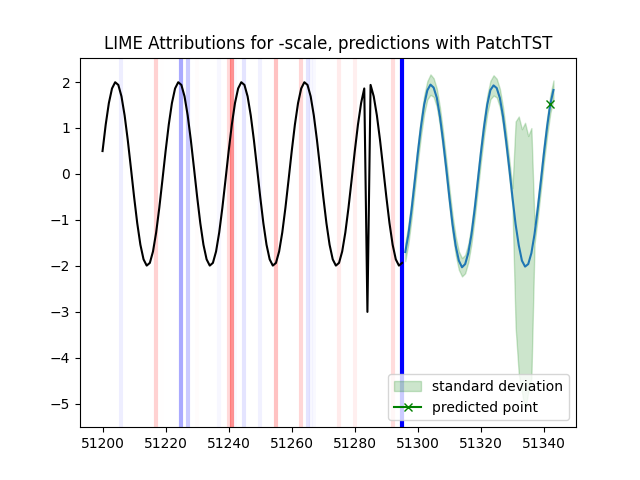 LIME Attributions for -scale, predictions with PatchTST
2
1
0
−1
−2
−3
−4
−5
standard deviation
predicted point
51200 51220 51240 51260 51280 51300 51320 51340